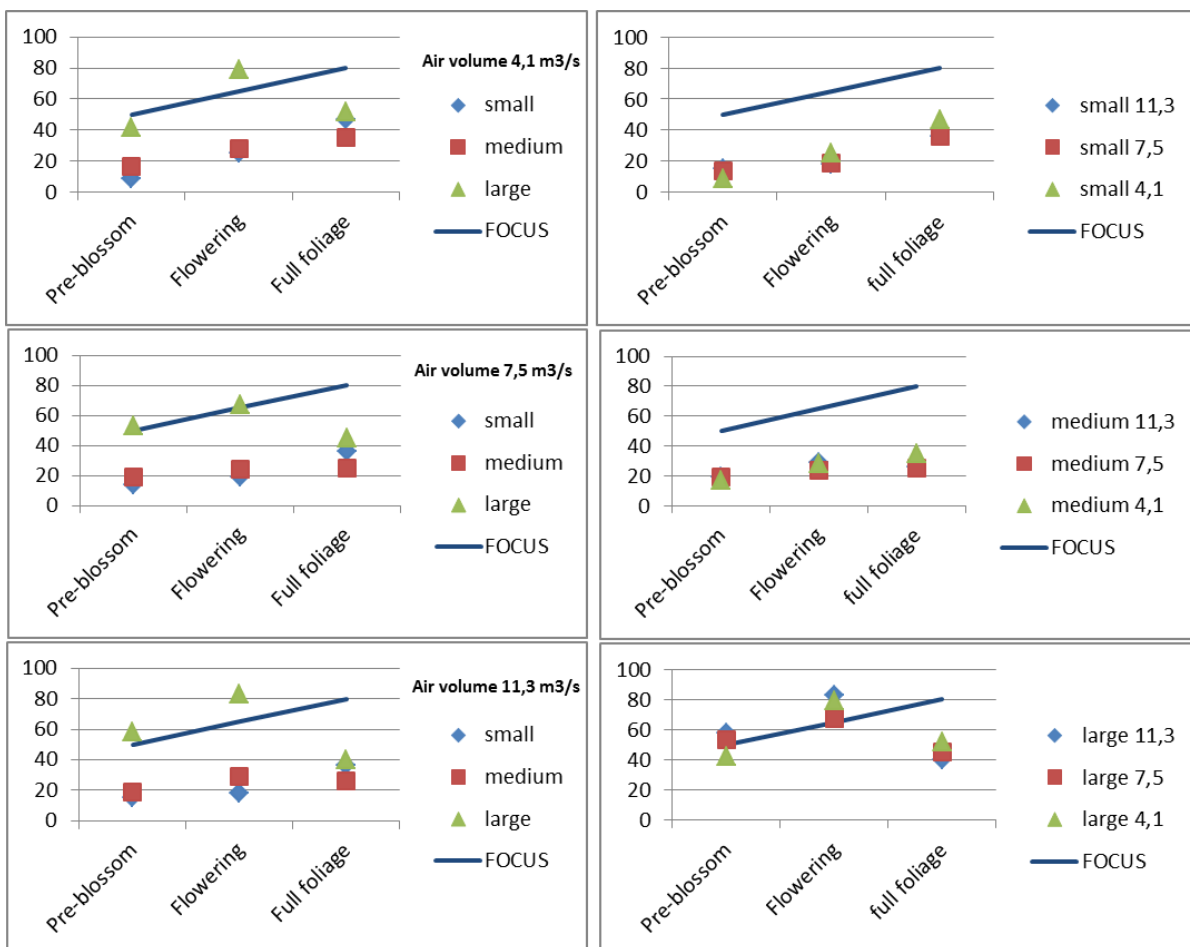 100
80
60
40
20
0
Pre-blossom
Flowering
Full foliage
Air volume 4,1 m3/s
small
medium
large
FOCUS
100
80
60
40
20
0
Pre-blossom
Flowering
full foliage
small 11,3
small 7,5
small 4,1
FOCUS
100
80
60
40
20
0
Pre-blossom
Flowering
Full foliage
Air volume 7,5 m3/s
small
medium
large
FOCUS
100
80
60
40
20
0
Pre-blossom
Flowering
full foliage
medium 11,3
medium 7,5
medium 4,1
FOCUS
100
80
60
40
20
0
Pre-blossom
Flowering
Full foliage
Air volume 11,3 m3/s
small
medium
large
FOCUS
100
80
60
40
20
0
Pre-blossom
Flowering
full foliage
large 11,3
large 7,5
large 4,1
FOCUS